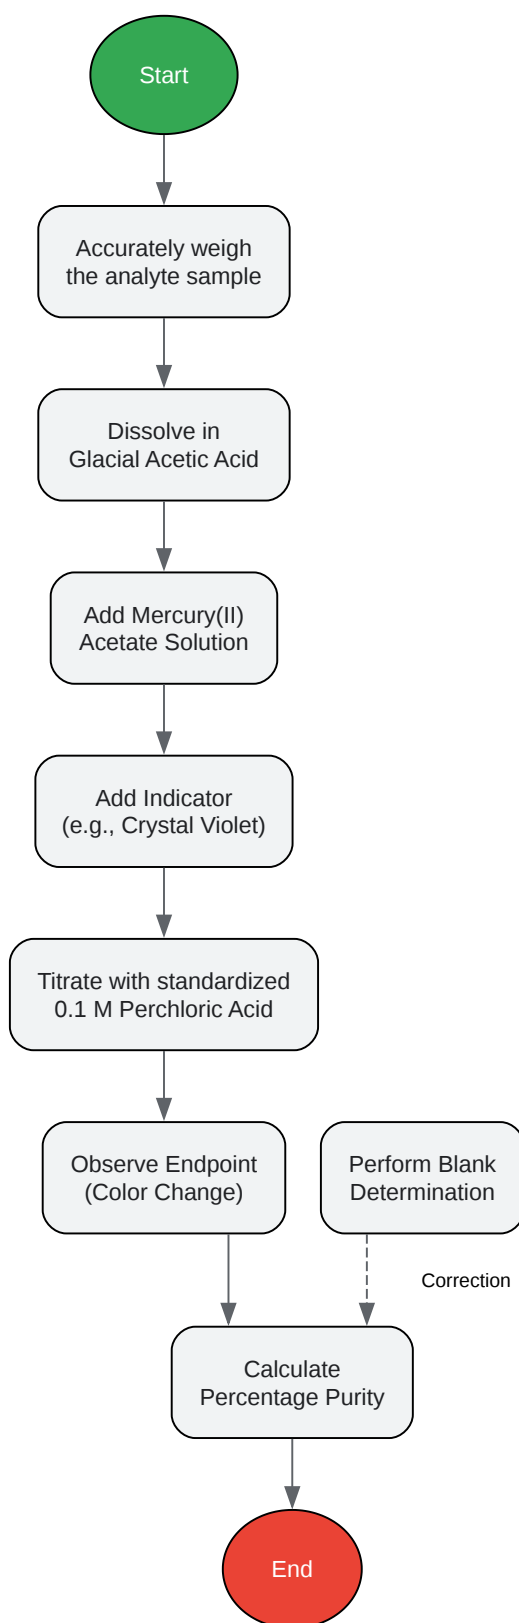 Start
Accurately weigh
the analyte sample
Dissolve in
Glacial Acetic Acid
Add Mercury(II)
Acetate Solution
Add Indicator
(e.g., Crystal Violet)
Titrate with standardized
0.1 M Perchloric Acid
Observe Endpoint
(Color Change)
Perform Blank
Determination
Correction
Calculate
Percentage Purity
End